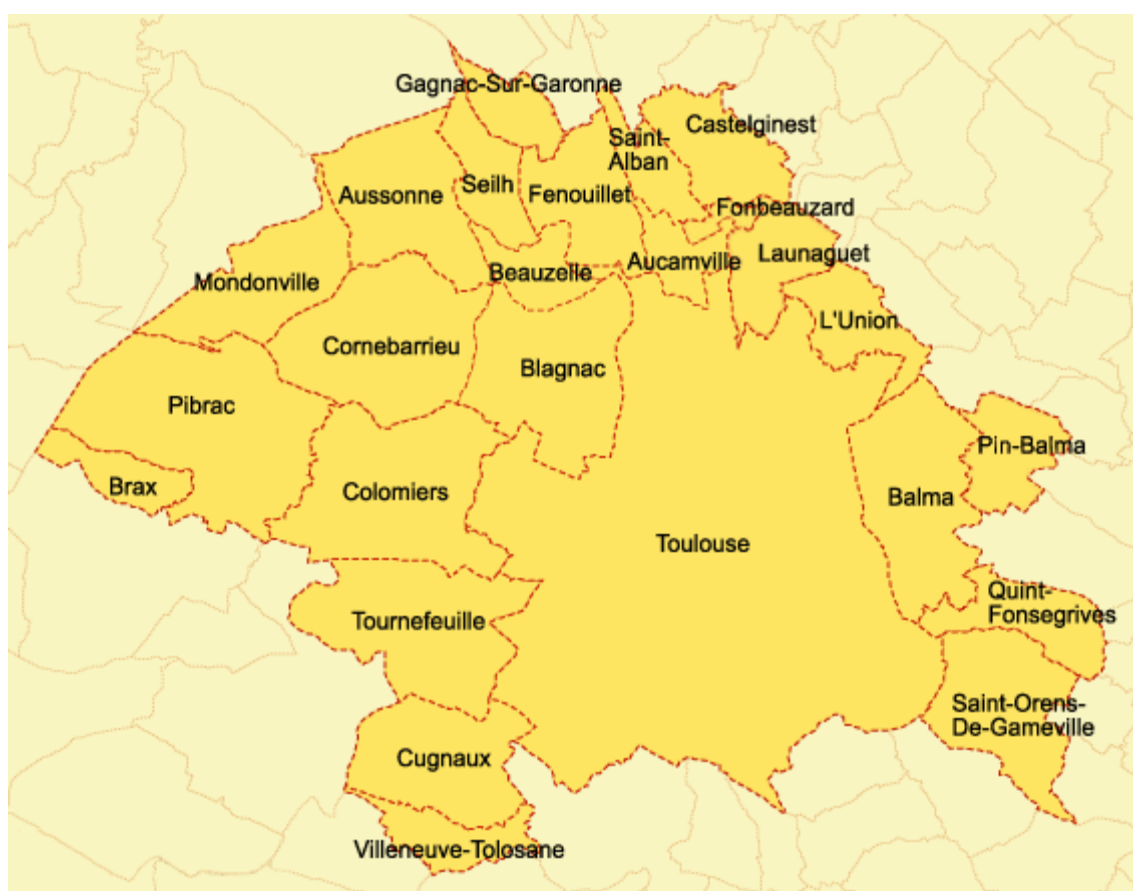 Gagnac-Sur-Garonne
Castelginest
Saint-
Alban
Seilh
Aussonne
Fenouillet
Fonbeauzard
Launaguet
Aucamville
Beauzelle
Mondonville
L'Union
Cornebarrieu
Blagnac
Pibrac
Pin-Balma
Brax
Colomiers
Balma
Toulouse
Quint-
Fonsegrives
Tournefeuille
Saint-Orens-
De-Gameville
Cugnaux
Villeneuve-Tolosane